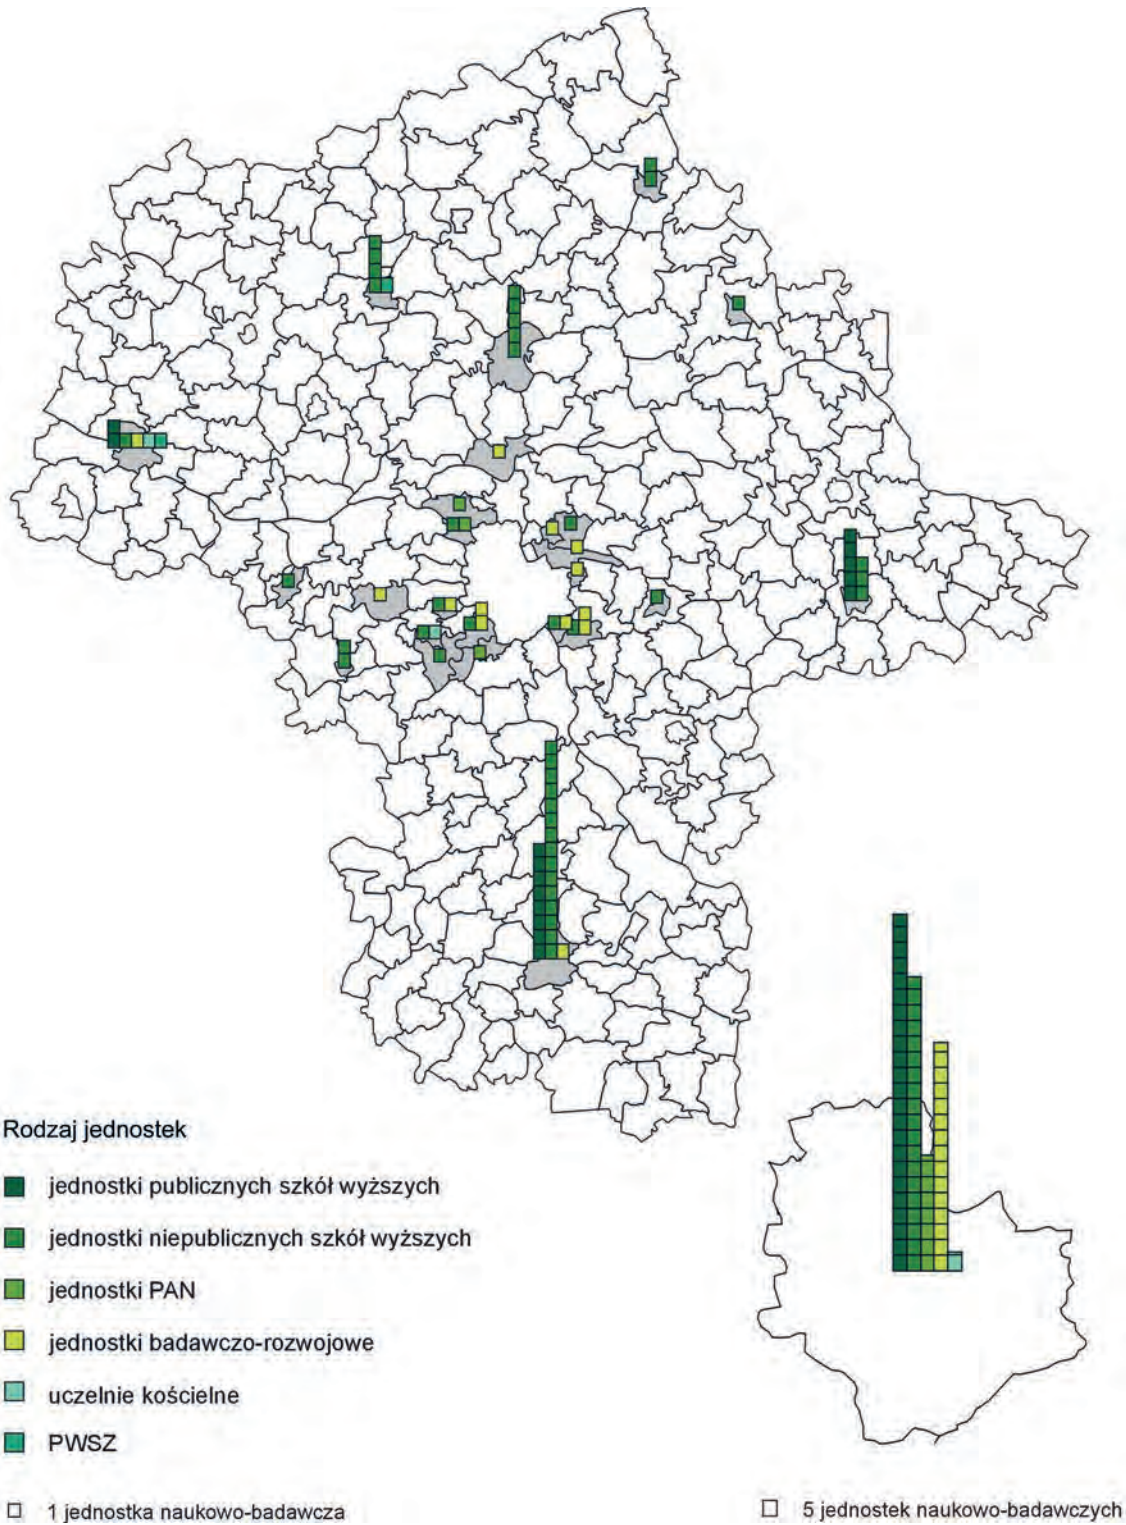 Rodzaj jednostek
jednostki publicznych szkół wyższych
jednostki niepublicznych szkół wyższych
jednostki PAN
jednostki badawczo-rozwojowe
uczelnie kościelne
PWSZ
1 jednostka naukowo-badawcza
5 jednostek naukowo-badawczych